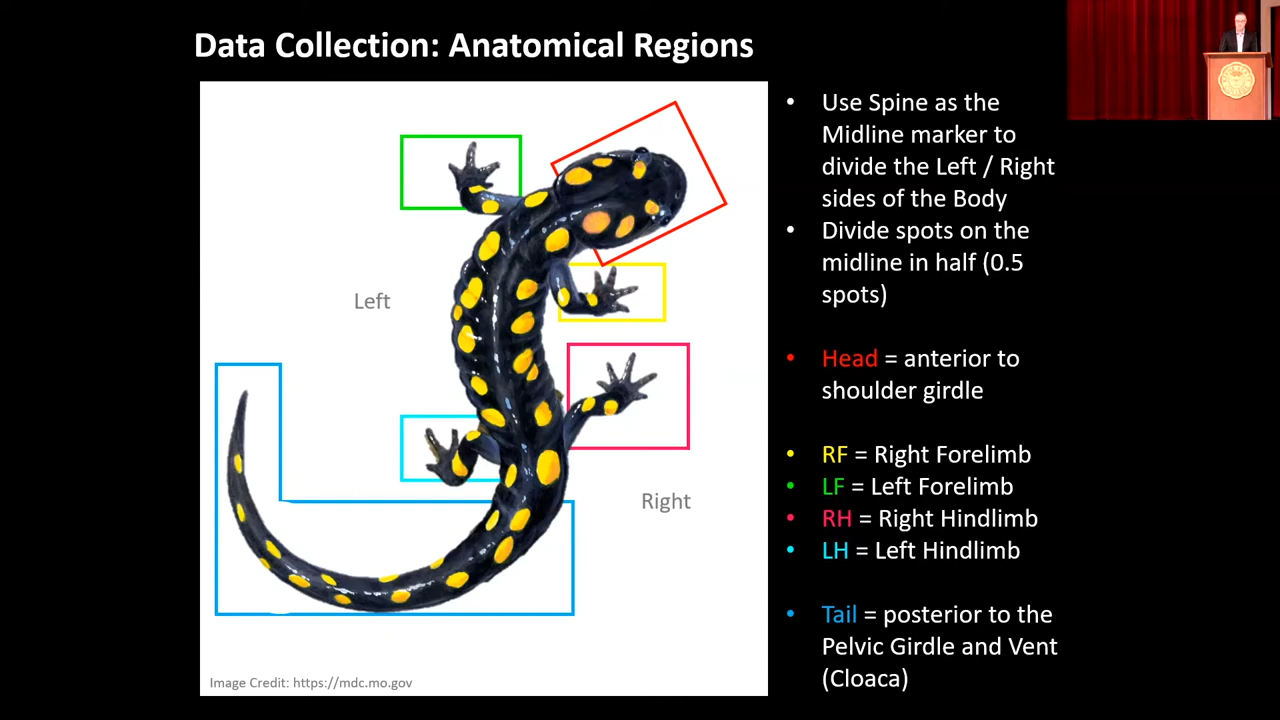 Data Collection: Anatomical Regions
Left
Right
Image Credit: https://mdc.mo.gov
• Use Spine as the
Midline marker to
divide the Left / Right
sides of the Body
• Divide spots on the
midline in half (0.5
spots)
• Head = anterior to
shoulder girdle
• RF = Right Forelimb
• LF = Left Forelimb
• RH = Right Hindlimb
• LH = Left Hindlimb
• Tail = posterior to the
Pelvic Girdle and Vent
(Cloaca)